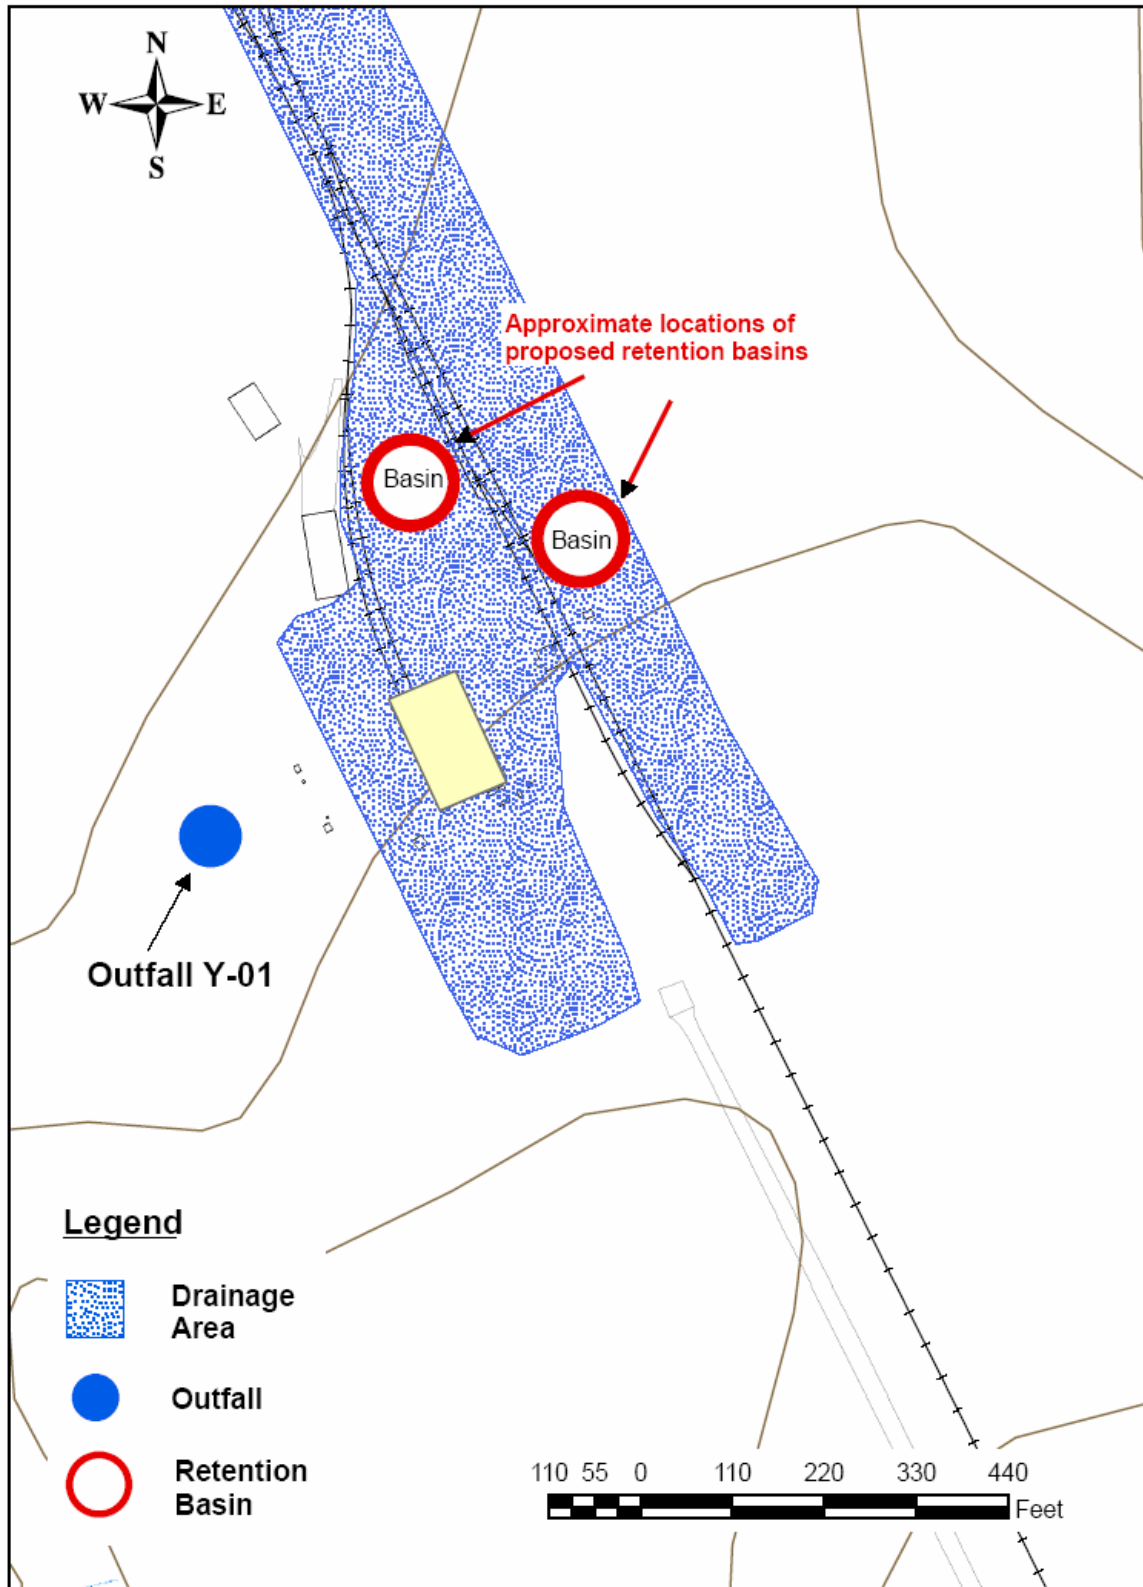 N
W E
S
Approximate locations of
proposed retention basins
Basin
Basin
Outfall Y-01
Legend
Drainage
Area
Outfall
Retention
Basin
110 55 0 110 220 330 440
Feet